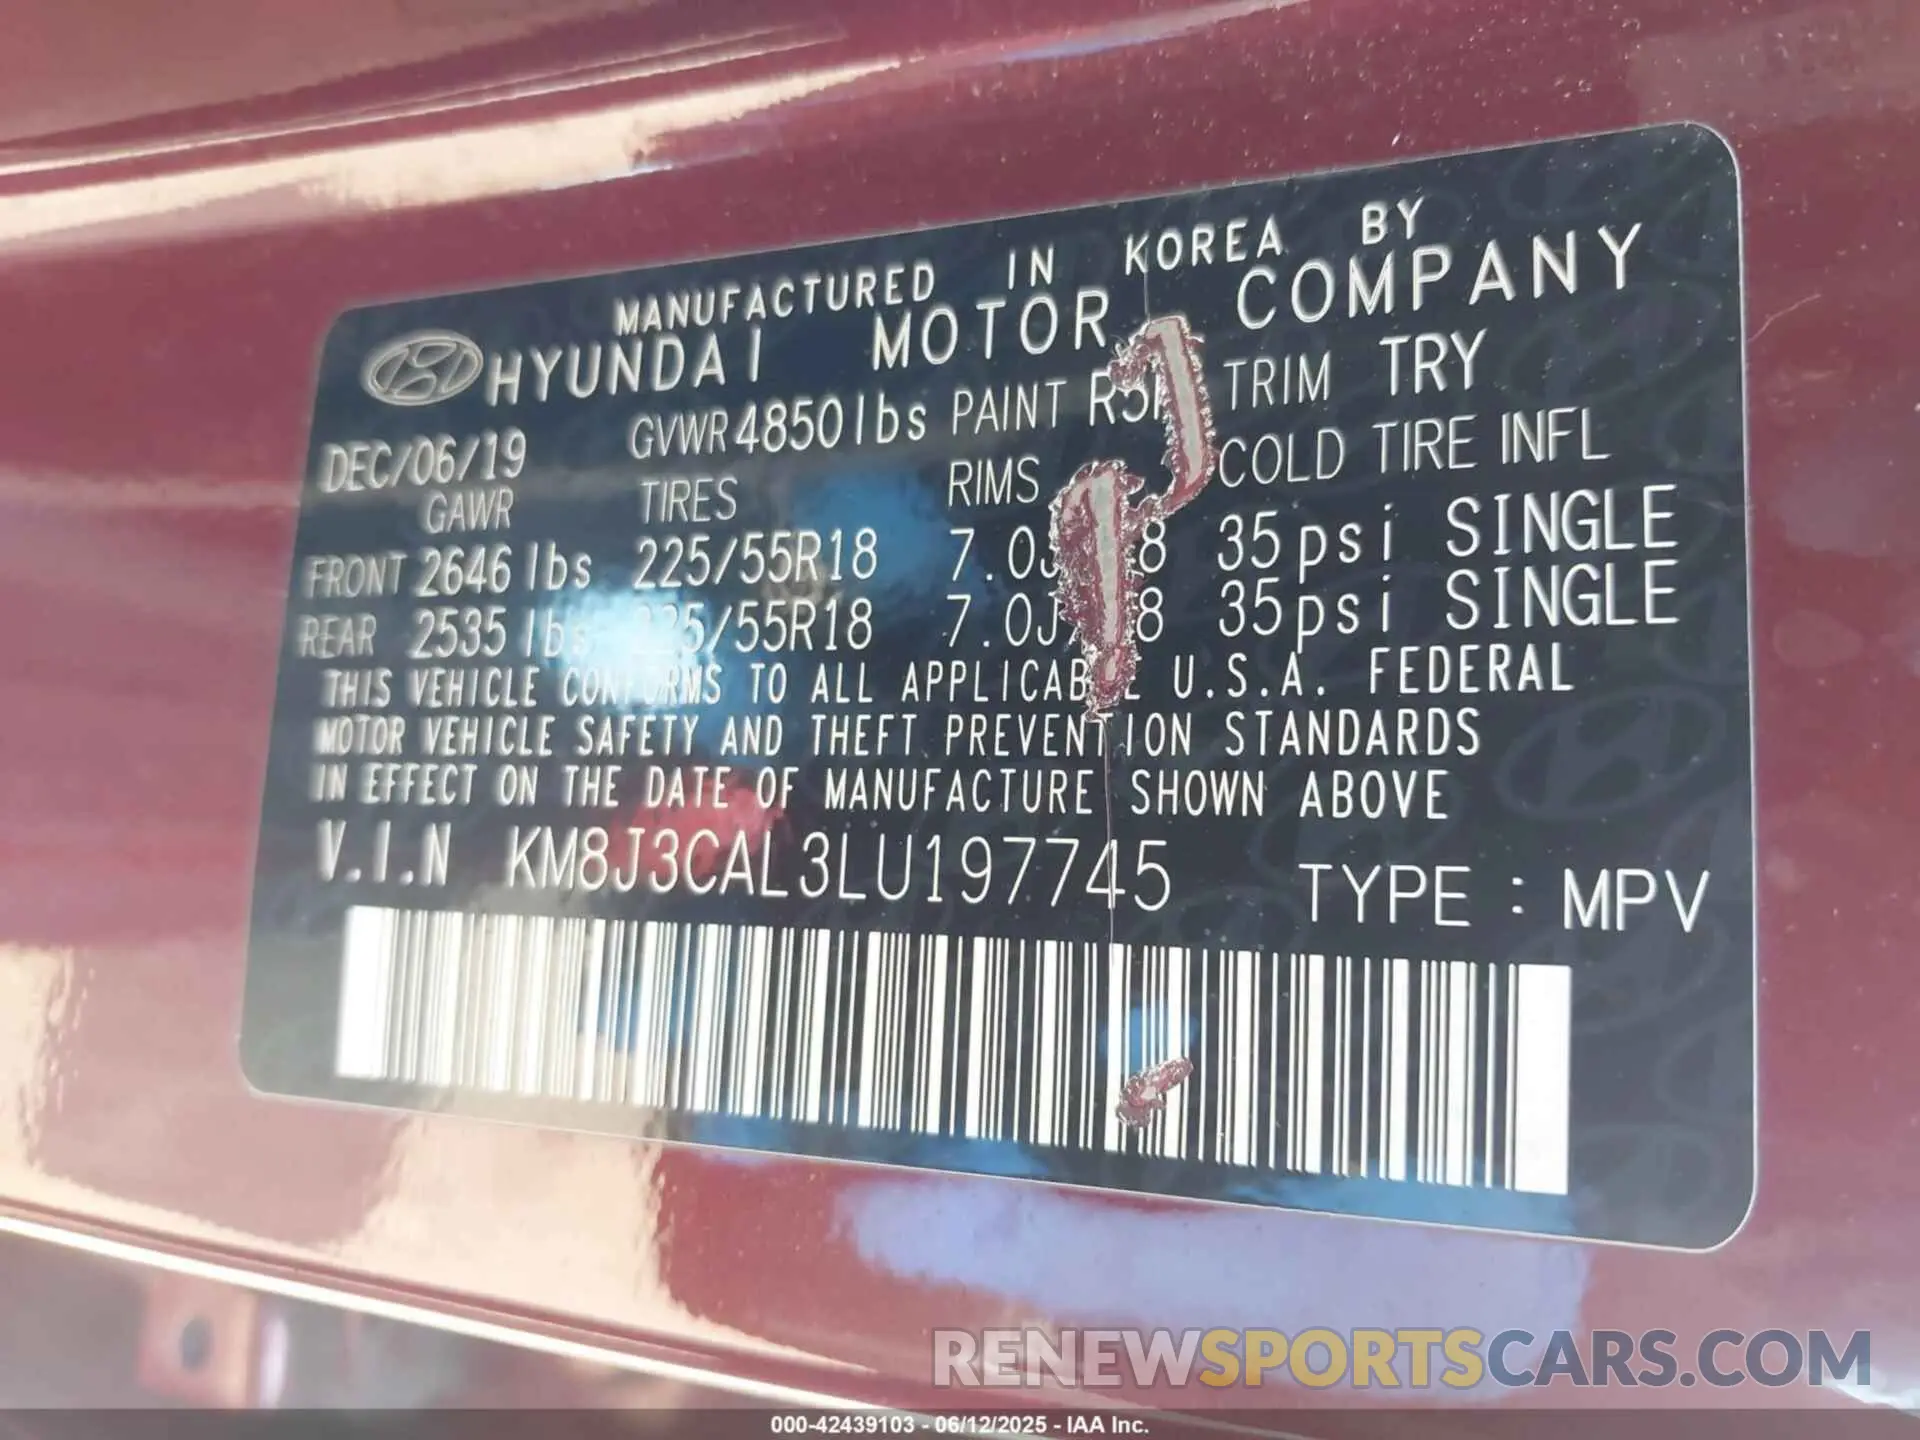 MANUFACTURED IN KOREA BY
HYUNDAI MOTOR COMPANY
DEC/06/19 GVWR 4850lbs PAINT TRIM TRY
GAWR TIRES RIMS COLD TIRE INFL
FRONT 2646 lbs 225/55R18 35psi SINGLE
REAR 2535 lbs 225/55R18 35psi SINGLE
THIS VEHICLE CONFORMS TO ALL APPLICABLE U.S.A. FEDERAL
MOTOR VEHICLE SAFETY AND THEFT PREVENTION STANDARDS
IN EFFECT ON THE DATE OF MANUFACTURE SHOWN ABOVE
V.I.N KM8J3CAL3LU197745 TYPE : MPV
RENEWSPORTSCARS.COM
000-42439103 - 06/12/2025 - IAA Inc.